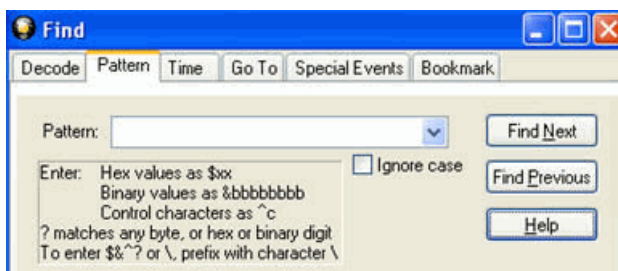 Find
Decode Pattern Time Go To Special Events Bookmark
Pattern: Find Next
Ignore case
Enter: Hex values as $xx
Binary values as &bbbbbbbb
Control characters as ^c
? matches any byte, or hex or binary digit
To enter $&^? or \, prefix with character \
Find Previous
Help